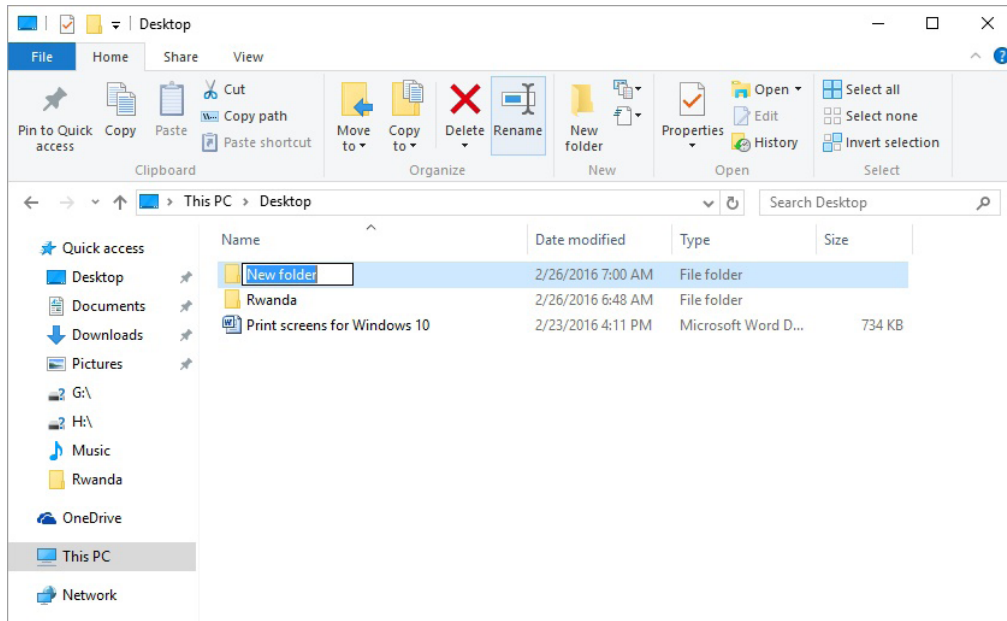 Desktop
File Home Share View
Pin to Quick access
Copy
Paste
Cut
Copy path
Paste shortcut
Clipboard
Move to
Copy to
Delete
Rename
Organize
New folder
New
Properties
Open
Edit
History
Open
Select all
Select none
Invert selection
Select
This PC > Desktop
Search Desktop
Quick access
Desktop
Documents
Downloads
Pictures
G:\
H:\
Music
Rwanda
OneDrive
This PC
Network
Name Date modified Type Size
New folder 2/26/2016 7:00 AM File folder
Rwanda 2/26/2016 6:48 AM File folder
Print screens for Windows 10 2/23/2016 4:11 PM Microsoft Word D... 734 KB